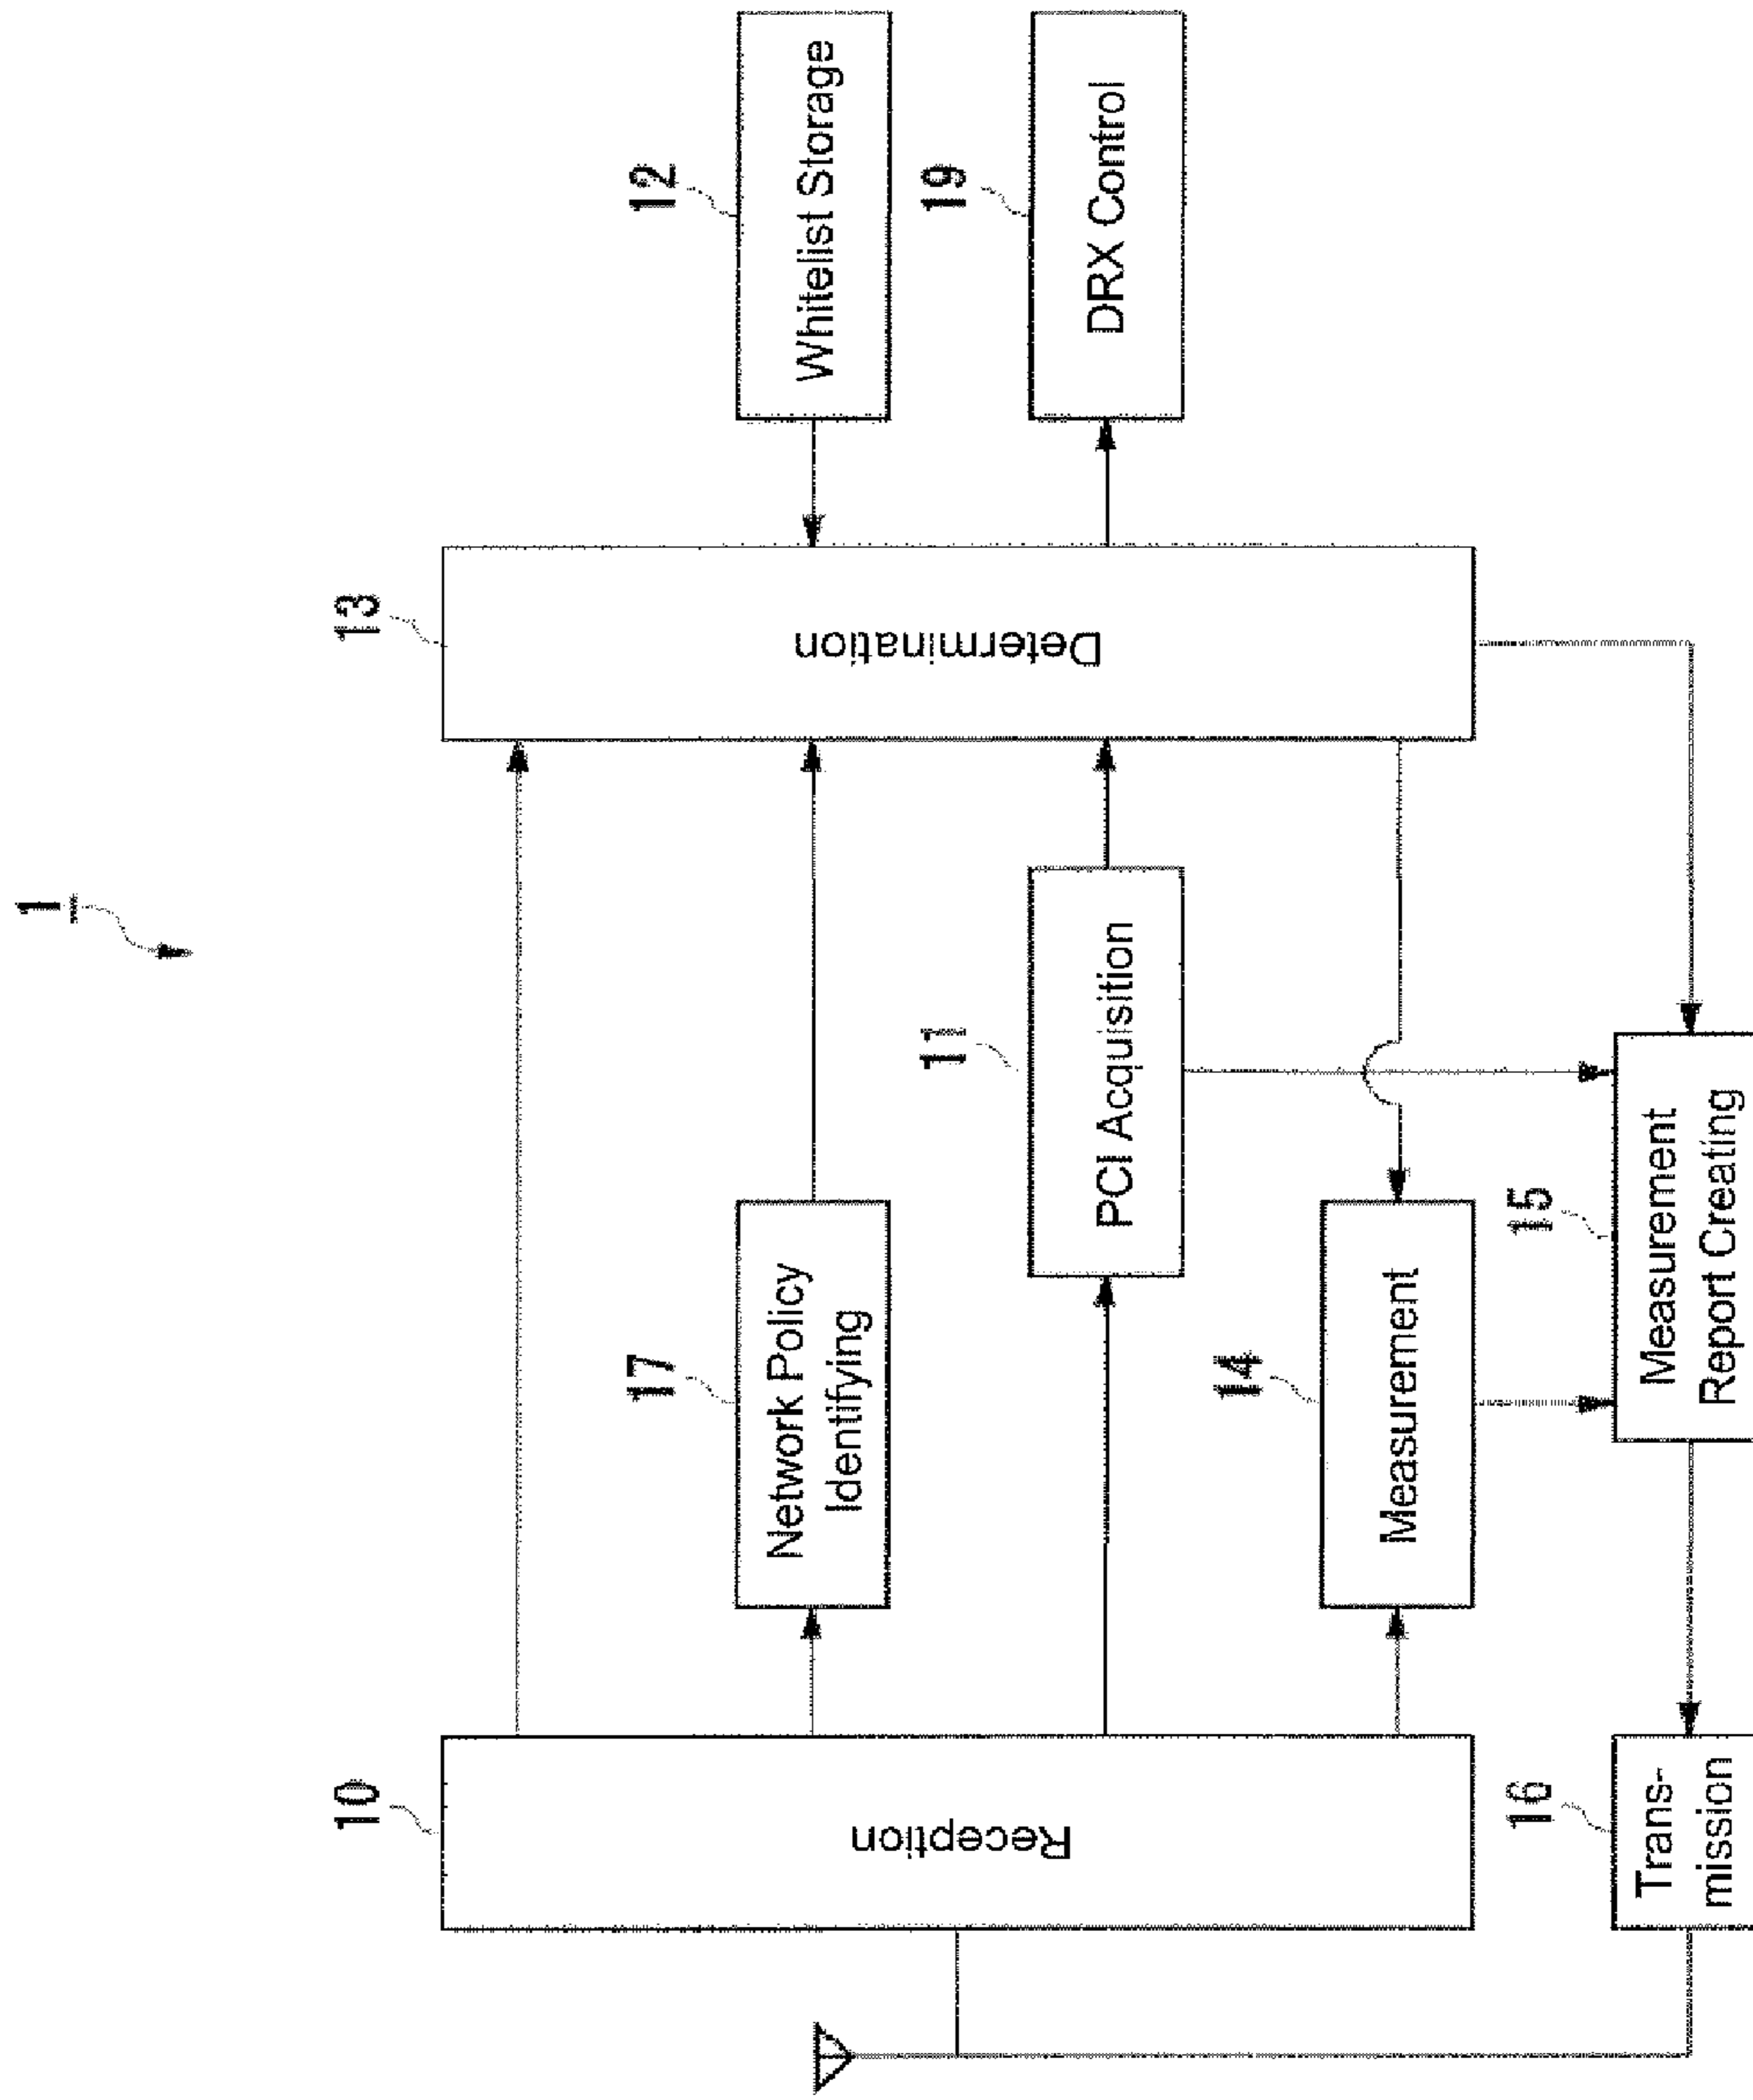 1
10
Reception
17
Network Policy
Identifying
11
PCI Acquisition
14
Measurement
13
Determination
12
Whitelist Storage
19
DRX Control
16
Trans-
mission
15
Measurement
Report Creating